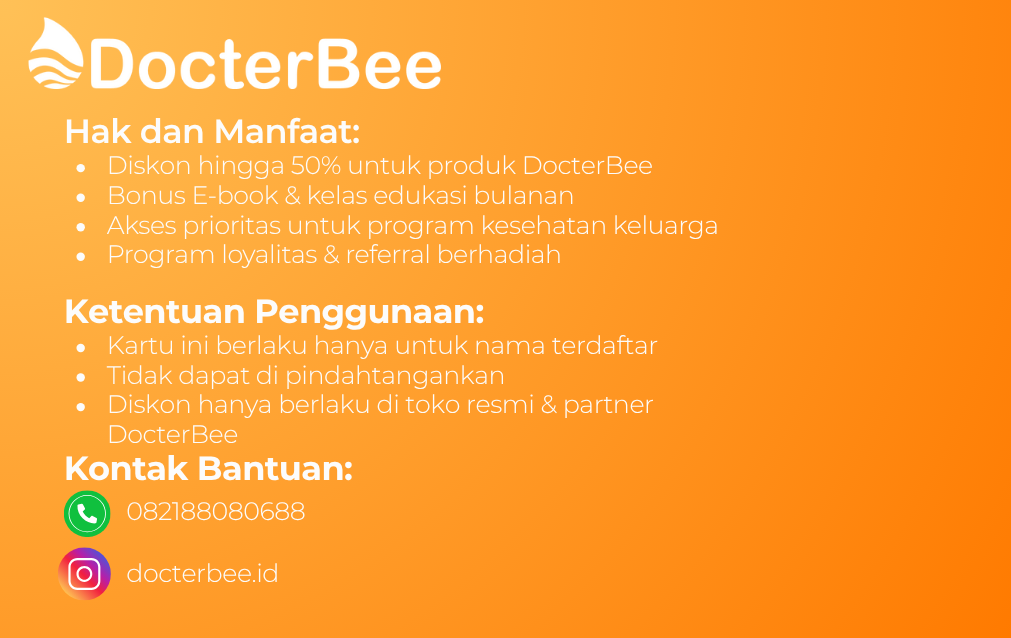 DocterBee
Hak dan Manfaat:
• Diskon hingga 50% untuk produk DocterBee
• Bonus E-book & kelas edukasi bulanan
• Akses prioritas untuk program kesehatan keluarga
• Program loyalitas & referral berhadiah
Ketentuan Penggunaan:
• Kartu ini berlaku hanya untuk nama terdaftar
• Tidak dapat di pindahtangankan
• Diskon hanya berlaku di toko resmi & partner
DocterBee
Kontak Bantuan:
082188080688
docterbee.id